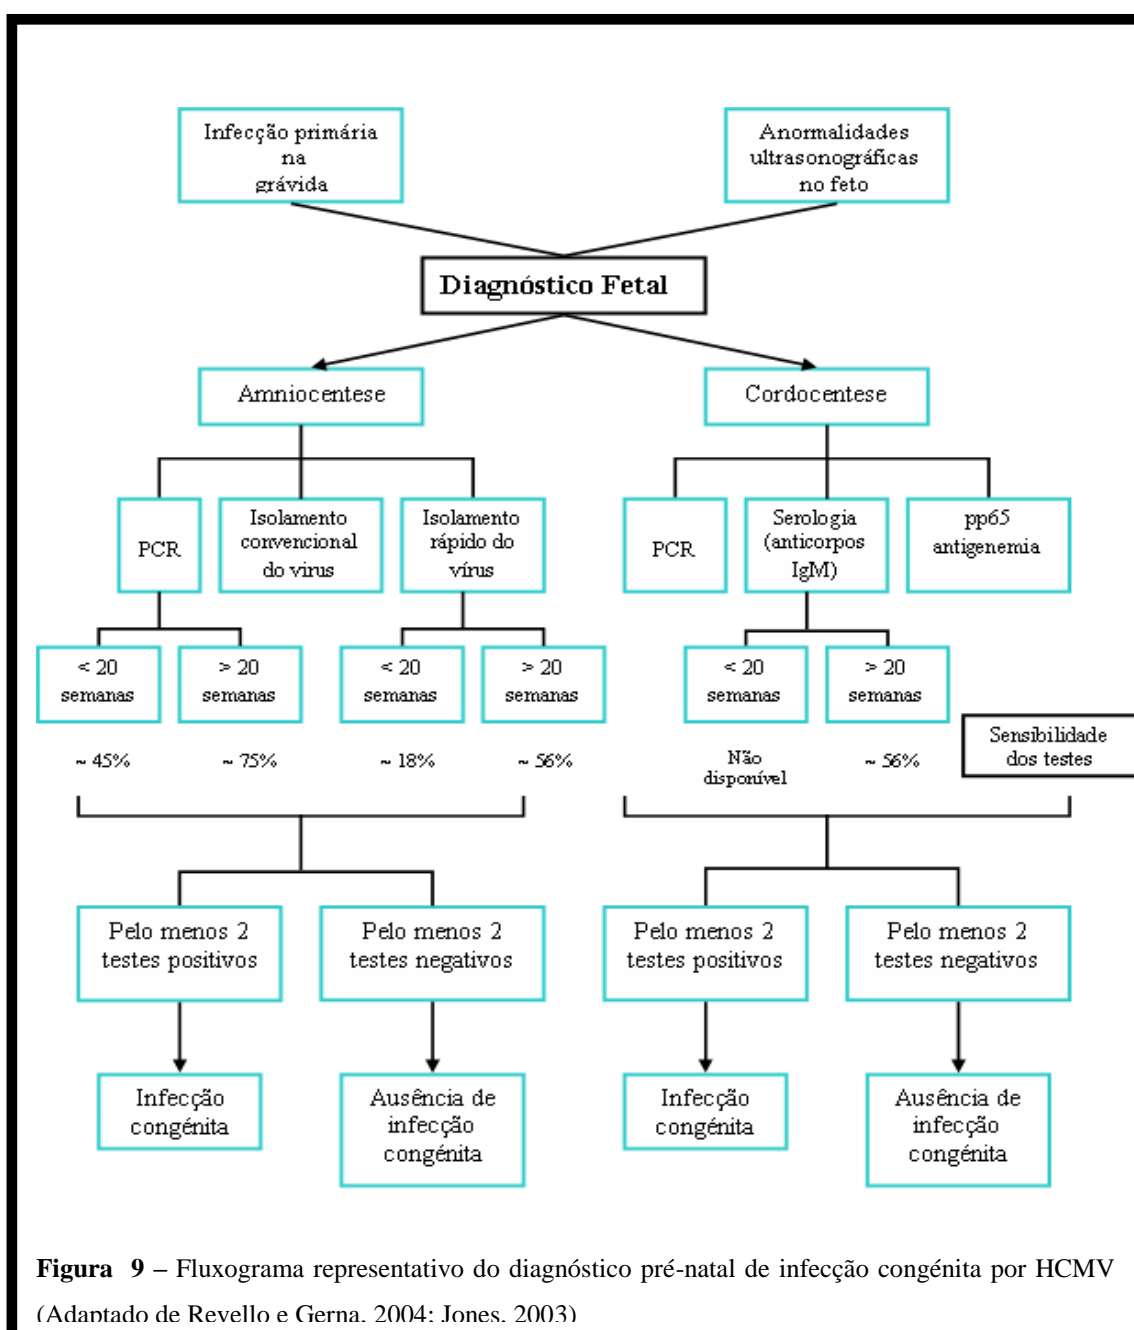 Infecção primária
na
grávida
Anormalidades
ultrasonográficas
no feto
Diagnóstico Fetal
Amniocentese
Cordocentese
PCR
Isolamento
convencional
do virus
Isolamento
rápido do
vírus
PCR
Serologia
(anticorpos
IgM)
pp65
antigenemia
< 20
semanas
> 20
semanas
< 20
semanas
> 20
semanas
< 20
semanas
> 20
semanas
~ 45%
~ 75%
~ 18%
~ 56%
Não
disponível
~ 56%
Sensibilidade
dos testes
Pelo menos 2
testes positivos
Pelo menos 2
testes negativos
Pelo menos 2
testes positivos
Pelo menos 2
testes negativos
Infecção
congénita
Ausência de
infecção
congénita
Infecção
congénita
Ausência de
infecção
congénita
Figura 9 – Fluxograma representativo do diagnóstico pré-natal de infecção congénita por HCMV
(Adaptado de Revello e Gerna, 2004; Jones, 2003)